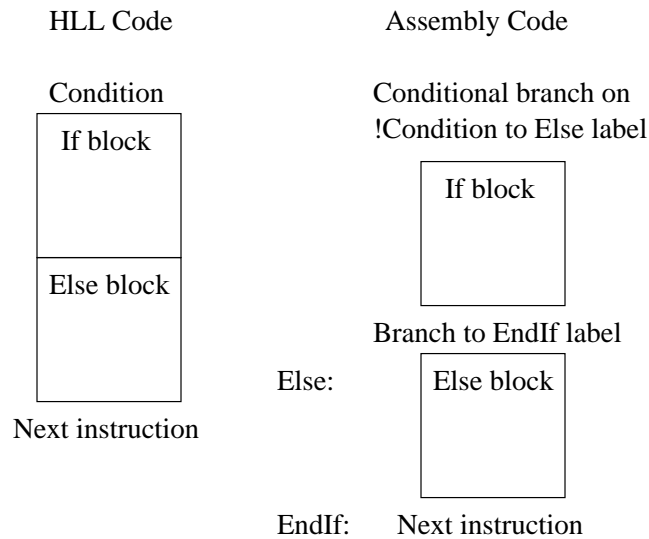 HLL Code
Assembly Code
Condition
If block
Else block
Next instruction
Conditional branch on
!Condition to Else label
If block
Branch to EndIf label
Else:
Else block
EndIf:
Next instruction